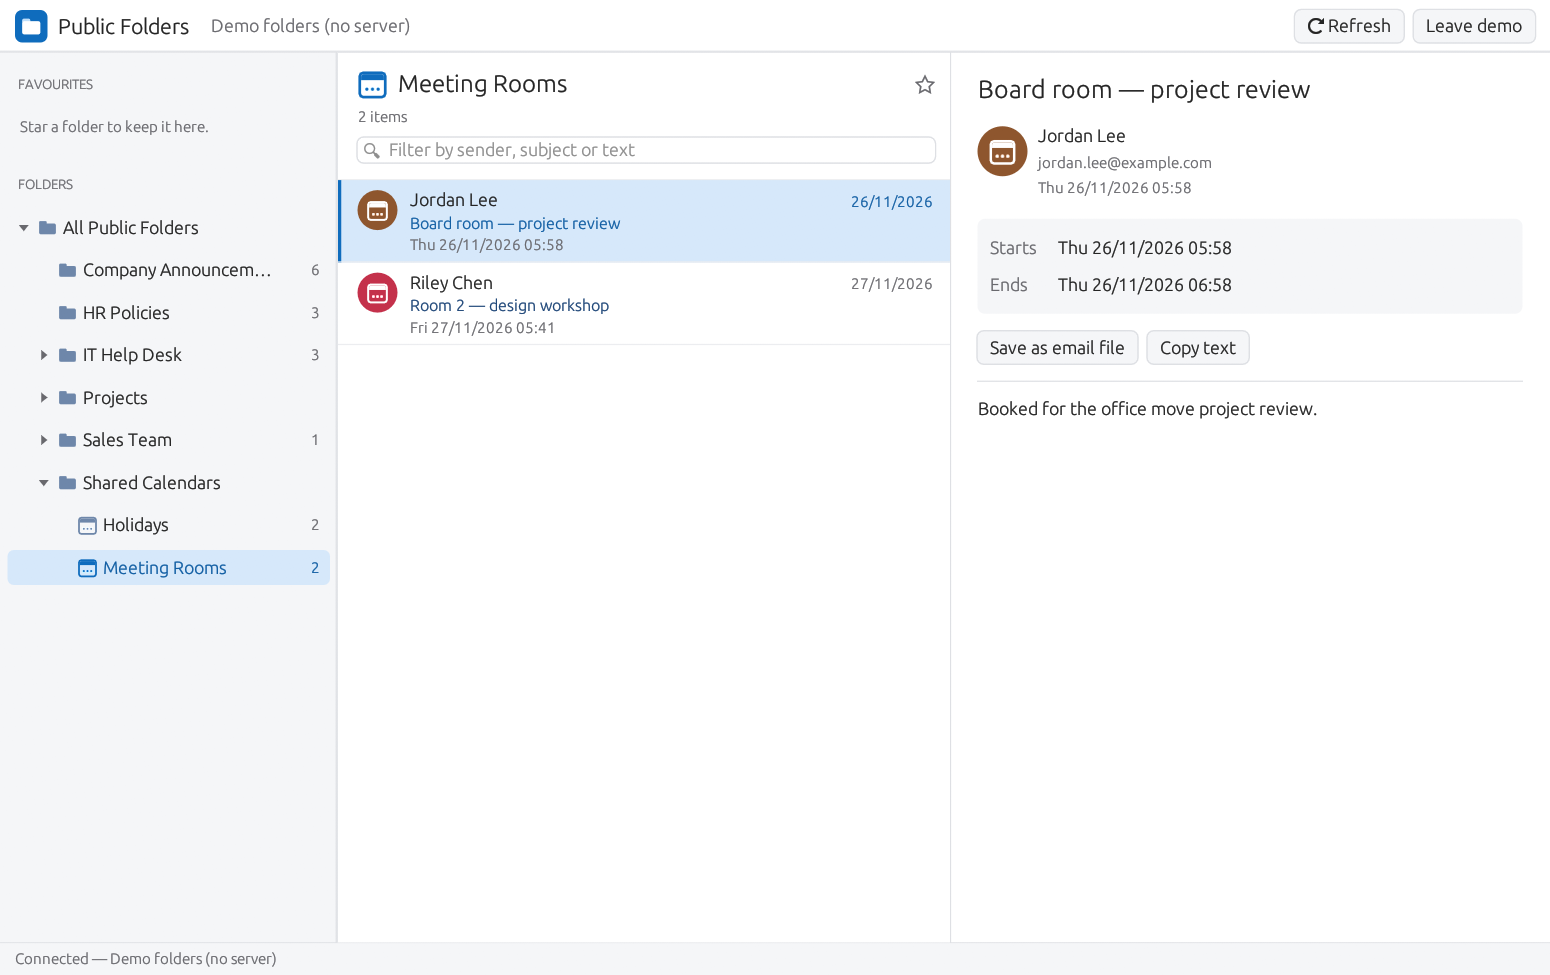 Public Folders
Demo folders (no server)
Refresh
Leave demo
FAVOURITES
Star a folder to keep it here.
FOLDERS
All Public Folders
Company Announcem… 6
HR Policies 3
IT Help Desk 3
Projects
Sales Team 1
Shared Calendars
Holidays 2
Meeting Rooms 2
Meeting Rooms
2 items
Filter by sender, subject or text
Jordan Lee 26/11/2026
Board room — project review
Thu 26/11/2026 05:58
Riley Chen 27/11/2026
Room 2 — design workshop
Fri 27/11/2026 05:41
Board room — project review
Jordan Lee
jordan.lee@example.com
Thu 26/11/2026 05:58
Starts Thu 26/11/2026 05:58
Ends Thu 26/11/2026 06:58
Save as email file
Copy text
Booked for the office move project review.
Connected — Demo folders (no server)